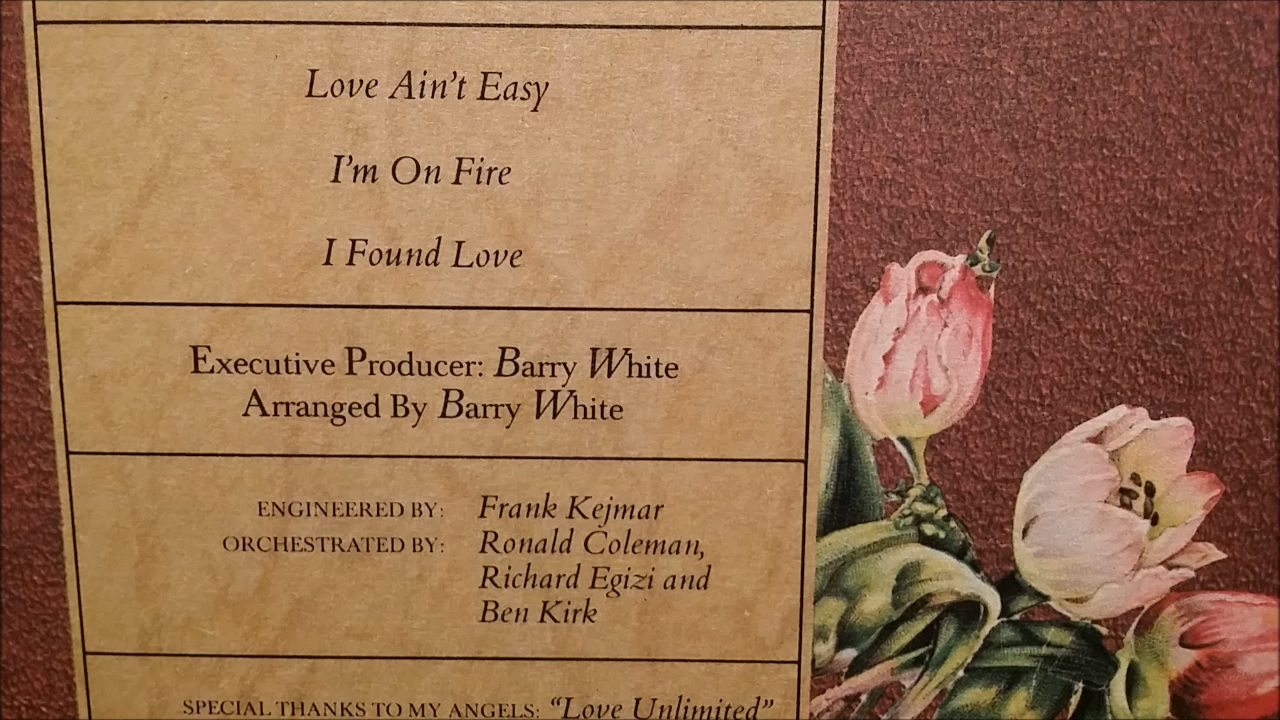 Love Ain't Easy
I'm On Fire
I Found Love
Executive Producer: Barry White
Arranged By Barry White
ENGINEERED BY: Frank Kejmar
ORCHESTRATED BY: Ronald Coleman,
Richard Egizi and
Ben Kirk
SPECIAL THANKS TO MY ANGELS: "Love Unlimited"